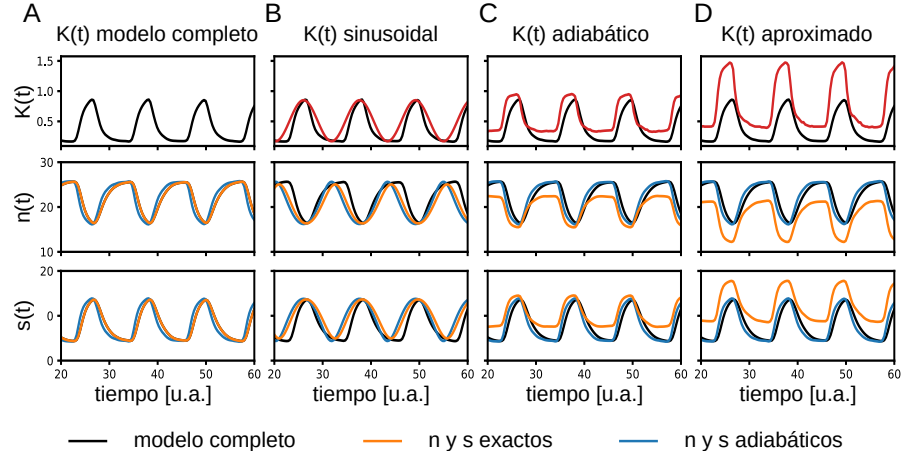 A B C D
K(t) modelo completo K(t) sinusoidal K(t) adiabático K(t) aproximado
1.5
1.0
0.5
K(t)
30
20
10
n(t)
20
0
0
s(t)
20 30 40 50 60 20 30 40 50 60 20 30 40 50 60 20 30 40 50 60
tiempo [u.a.] tiempo [u.a.] tiempo [u.a.] tiempo [u.a.]
modelo completo n y s exactos n y s adiabáticos